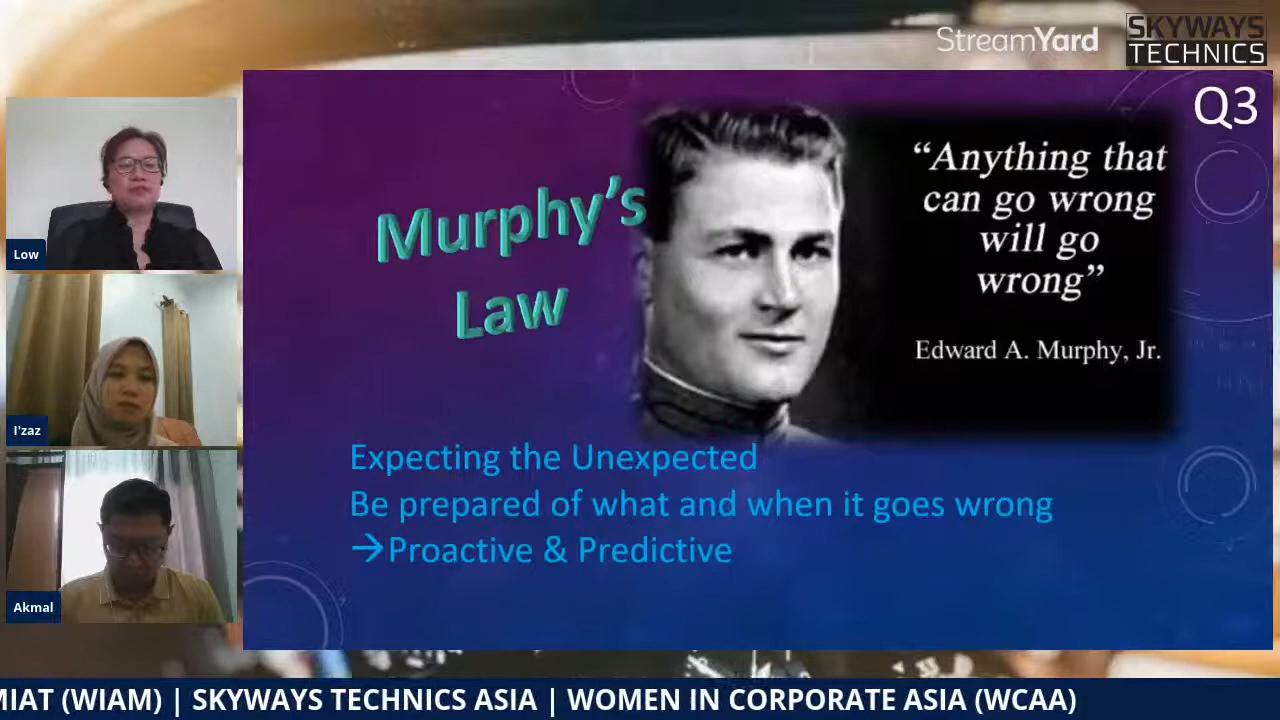 StreamYard
SKYWAYS
TECHNICS
Q3
Murphy's
Law
“Anything that
can go wrong
will go
wrong”
Edward A. Murphy, Jr.
Expecting the Unexpected
Be prepared of what and when it goes wrong
→Proactive & Predictive
Low
I'zaz
Akmal
MIAT (WIAM) | SKYWAYS TECHNICS ASIA | WOMEN IN CORPORATE ASIA (WCAA)